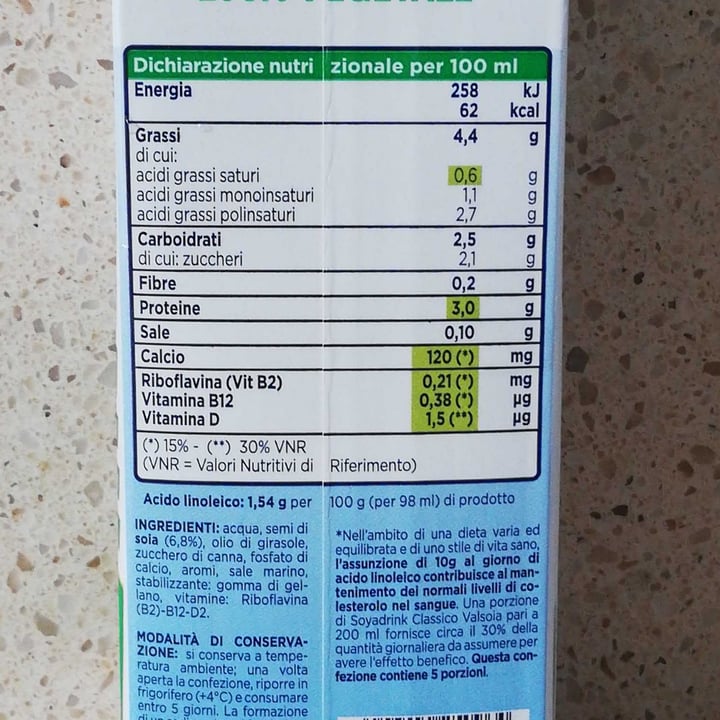 Dichiarazione nutrizionale per 100 ml
Energia 258 kJ
62 kcal
Grassi 4,4 g
di cui:
acidi grassi saturi 0,6 g
acidi grassi monoinsaturi 1,1 g
acidi grassi polinsaturi 2,7 g
Carboidrati 2,5 g
di cui: zuccheri 2,1 g
Fibre 0,2 g
Proteine 3,0 g
Sale 0,10 g
Calcio 120 (*) mg
Riboflavina (Vit B2) 0,21 (*) mg
Vitamina B12 0,38 (*) µg
Vitamina D 1,5 (**) µg
(*) 15% - (**) 30% VNR
(VNR = Valori Nutritivi di Riferimento)
Acido linoleico: 1,54 g per 100 g (per 98 ml) di prodotto
INGREDIENTI: acqua, semi di
soia (6,8%), olio di girasole,
zucchero di canna, fosfato di
calcio, aromi, sale marino,
stabilizzante: gomma di gel-
lano, vitamine: Riboflavina
(B2)-B12-D2.
MODALITÀ DI CONSERVA-
ZIONE: si conserva a tempe-
ratura ambiente; una volta
aperta la confezione, riporre in
frigorifero (+4°C) e consumare
entro 5 giorni. La formazione
*Nell'ambito di una dieta varia ed
equilibrata e di uno stile di vita sano,
l'assunzione di 10g al giorno di
acido linoleico contribuisce al man-
tenimento dei normali livelli di co-
lesterolo nel sangue. Una porzione
di Soyadrink Classico Valsoia pari a
200 ml fornisce circa il 30% della
quantità giornaliera da assumere per
avere l'effetto benefico. Questa con-
fezione contiene 5 porzioni.